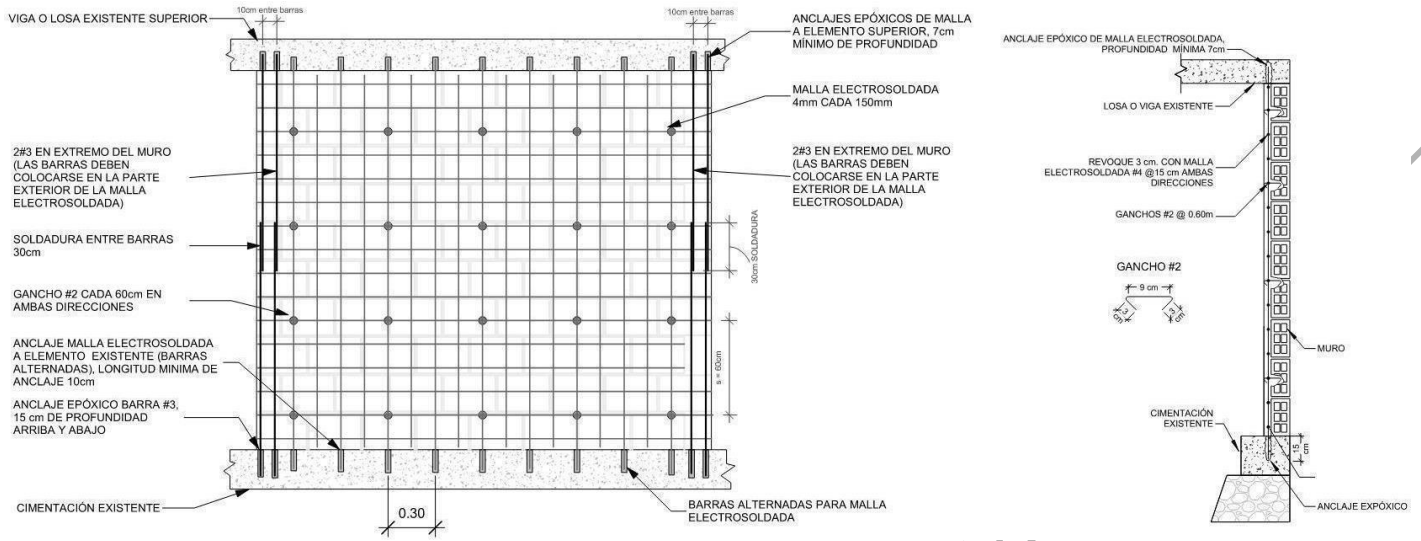 VIGA O LOSA EXISTENTE SUPERIOR
10cm entre barras
10cm entre barras
ANCLAJES EPÓXICOS DE MALLA
A ELEMENTO SUPERIOR, 7cm
MÍNIMO DE PROFUNDIDAD
MALLA ELECTROSOLDADA
4mm CADA 150mm
2#3 EN EXTREMO DEL MURO
(LAS BARRAS DEBEN
COLOCARSE EN LA PARTE
EXTERIOR DE LA MALLA
ELECTROSOLDADA)
2#3 EN EXTREMO DEL MURO
(LAS BARRAS DEBEN
COLOCARSE EN LA PARTE
EXTERIOR DE LA MALLA
ELECTROSOLDADA)
SOLDADURA ENTRE BARRAS
30cm
30cm SOLDADURA
GANCHO #2 CADA 60cm EN
AMBAS DIRECCIONES
ANCLAJE MALLA ELECTROSOLDADA
A ELEMENTO EXISTENTE (BARRAS
ALTERNADAS), LONGITUD MINIMA DE
ANCLAJE 10cm
s = 60cm
ANCLAJE EPÓXICO BARRA #3,
15 cm DE PROFUNDIDAD
ARRIBA Y ABAJO
CIMENTACIÓN EXISTENTE
0.30
BARRAS ALTERNADAS PARA MALLA
ELECTROSOLDADA
ANCLAJE EPÓXICO DE MALLA ELECTROSOLDADA,
PROFUNDIDAD MÍNIMA 7cm
LOSA O VIGA EXISTENTE
REVOQUE 3 cm. CON MALLA
ELECTROSOLDADA #4 @15 cm AMBAS
DIRECCIONES
GANCHOS #2 @ 0.60m
GANCHO #2
9 cm
3
cm
3
cm
MURO
CIMENTACIÓN
EXISTENTE
15
cm
ANCLAJE EXPÓXICO